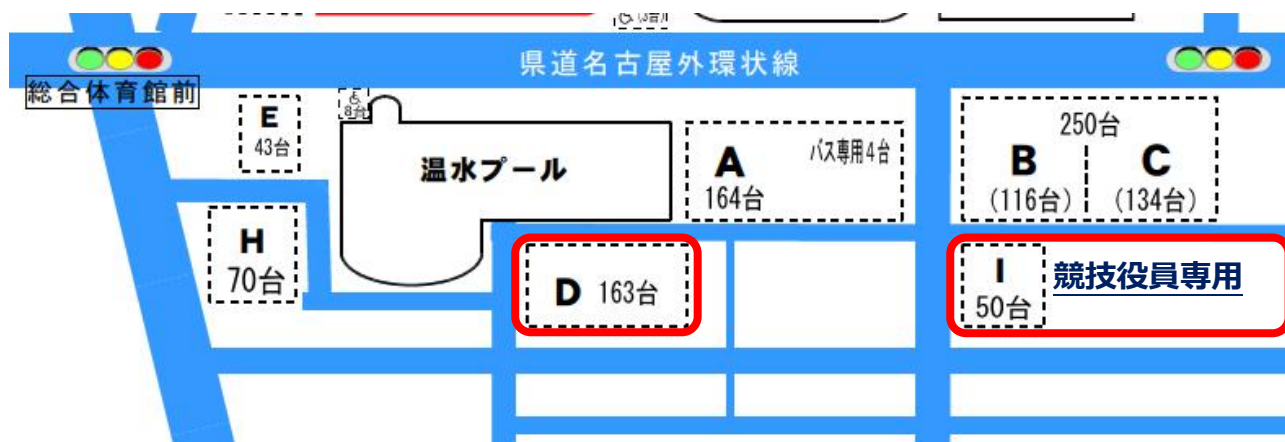 (3台)
県道名古屋外環状線
総合体育館前
E
43台
8台
温水プール
A
バス専用4台
164台
250台
B
C
(116台)
(134台)
H
70台
D 163台
I
50台
競技役員専用